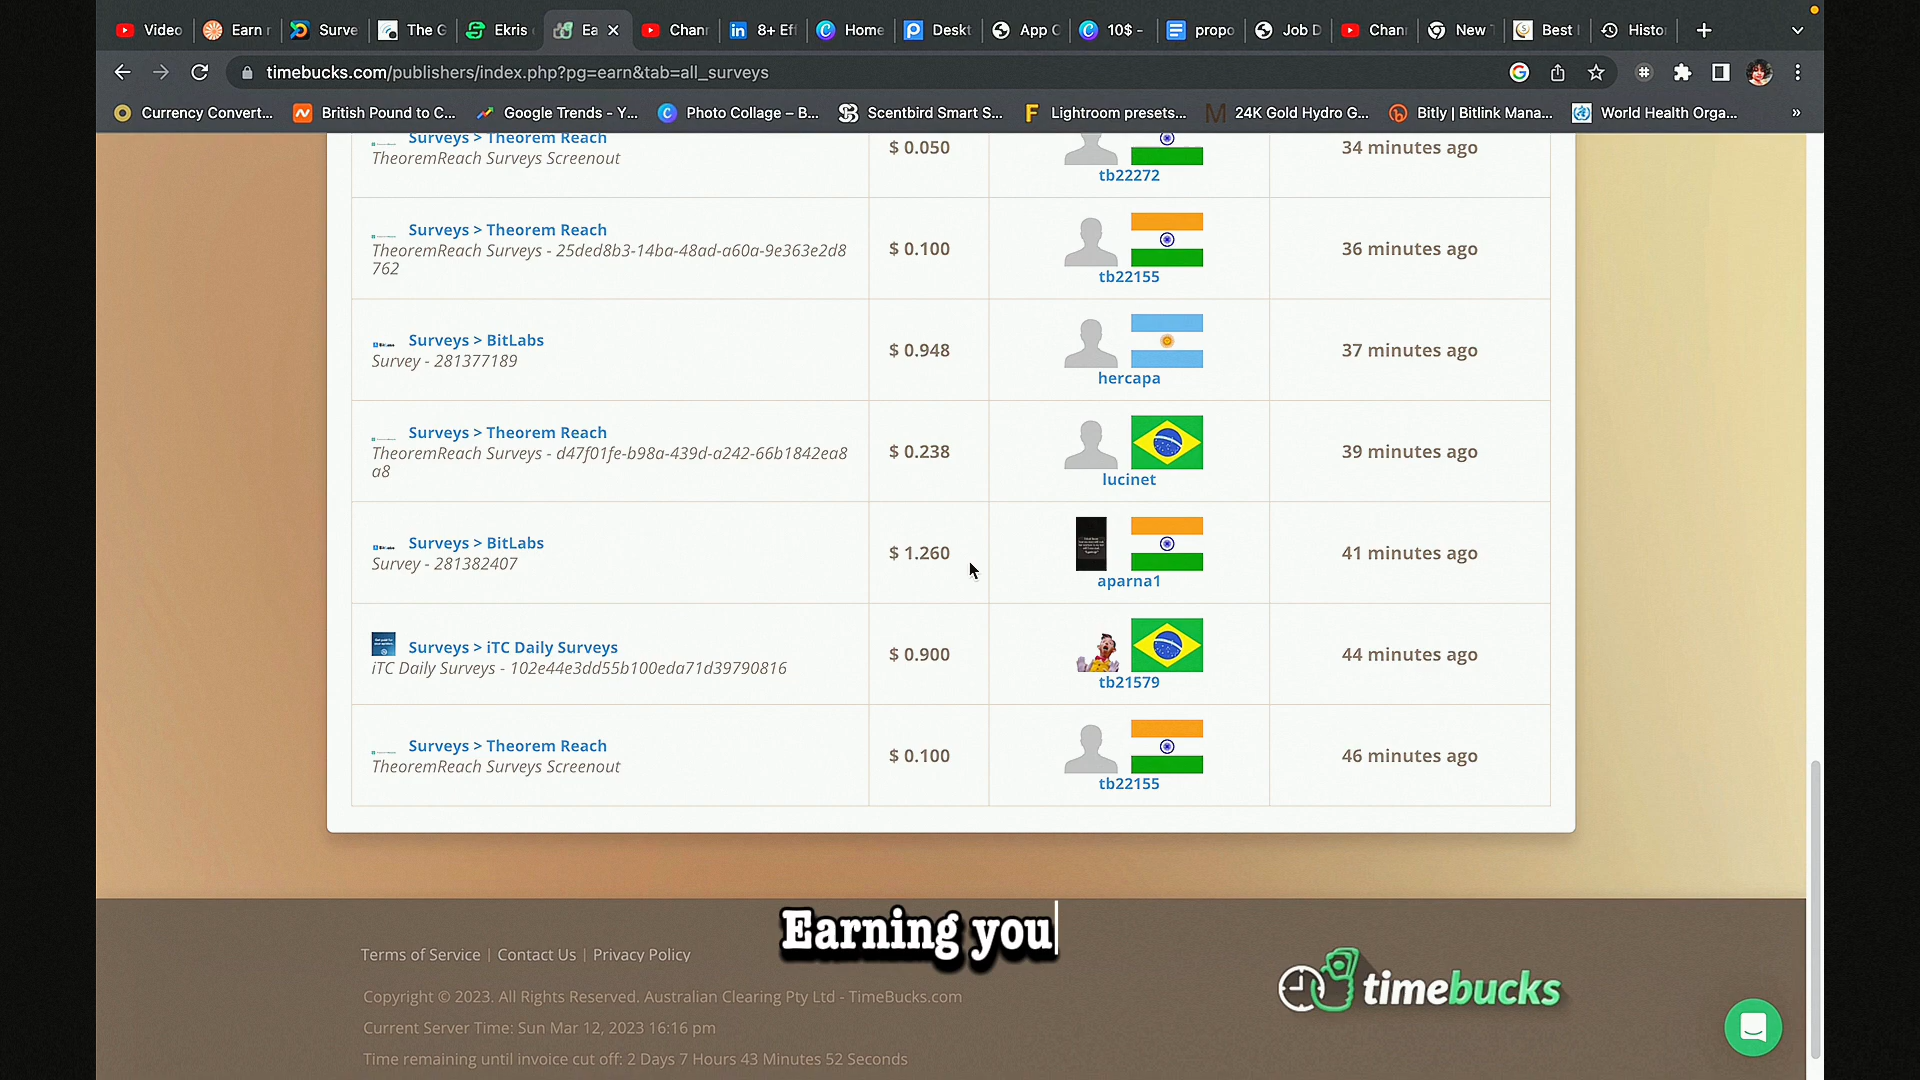 Video
Earn r
Surve
The G
Ekris
Ea
Chan
8+ Ef
Home
Deskt
App C
10$ -
propo
Job D
Chan
New
Best
Histo
timebucks.com/publishers/index.php?pg=earn&tab=all_surveys
Currency Convert...
British Pound to C...
Google Trends - Y...
Photo Collage – B...
Scentbird Smart S...
Lightroom presets...
24K Gold Hydro G...
Bitly | Bitlink Mana...
World Health Orga...
»
Surveys > Theorem Reach
TheoremReach Surveys Screenout
$ 0.050
tb22272
34 minutes ago
Surveys > Theorem Reach
TheoremReach Surveys - 25ded8b3-14ba-48ad-a60a-9e363e2d8
762
$ 0.100
tb22155
36 minutes ago
Surveys > BitLabs
Survey - 281377189
$ 0.948
hercapa
37 minutes ago
Surveys > Theorem Reach
TheoremReach Surveys - d47f01fe-b98a-439d-a242-66b1842ea8
a8
$ 0.238
lucinet
39 minutes ago
Surveys > BitLabs
Survey - 281382407
$ 1.260
aparna1
41 minutes ago
Surveys > iTC Daily Surveys
iTC Daily Surveys - 102e44e3dd55b100eda71d39790816
$ 0.900
tb21579
44 minutes ago
Surveys > Theorem Reach
TheoremReach Surveys Screenout
$ 0.100
tb22155
46 minutes ago
Earning you
Terms of Service | Contact Us | Privacy Policy
Copyright © 2023. All Rights Reserved. Australian Clearing Pty Ltd - TimeBucks.com
Current Server Time: Sun Mar 12, 2023 16:16 pm
Time remaining until invoice cut off: 2 Days 7 Hours 43 Minutes 52 Seconds
timebucks